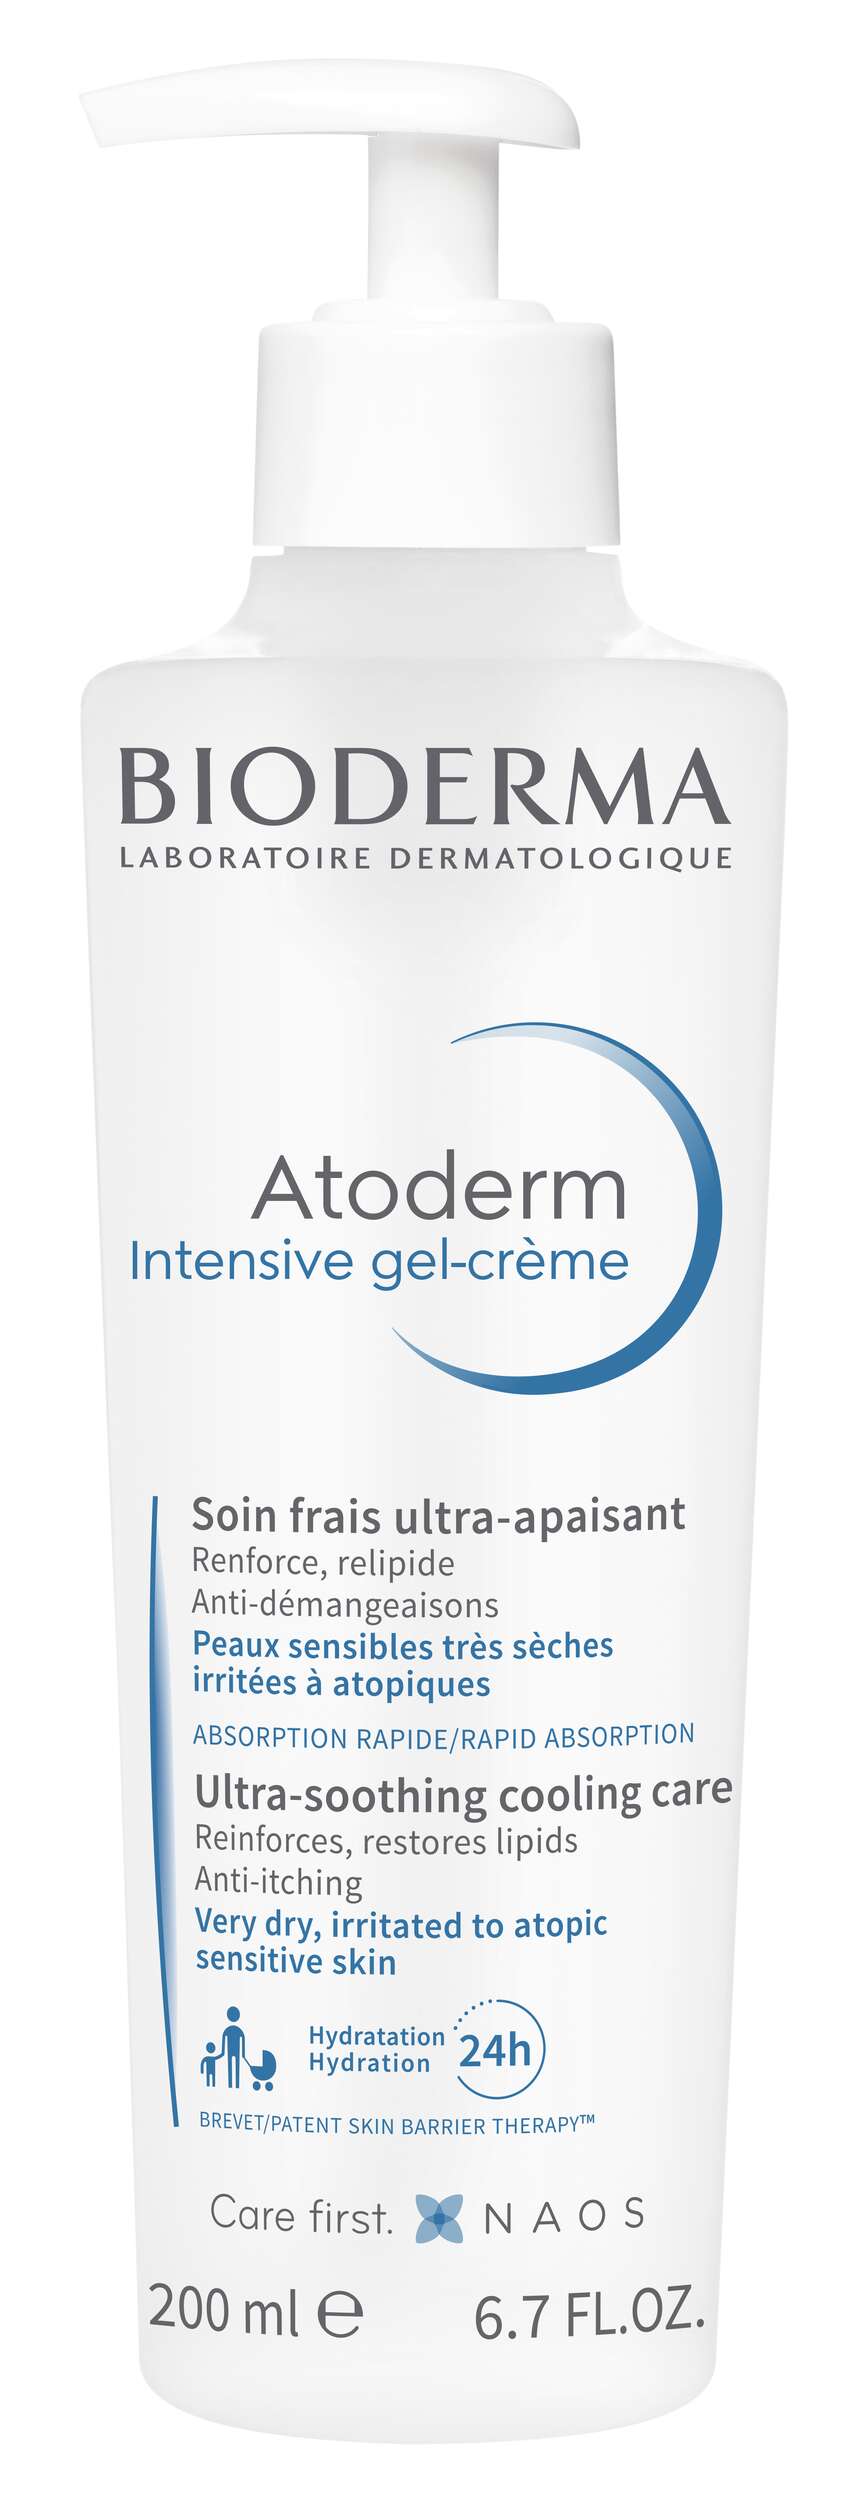 BIODERMA
LABORATOIRE DERMATOLOGIQUE
Atoderm
Intensive gel-crème
Soin frais ultra-apaisant
Renforce, relipide
Anti-démangeaisons
Peaux sensibles très sèches
irritées à atopiques
ABSORPTION RAPIDE/RAPID ABSORPTION
Ultra-soothing cooling care
Reinforces, restores lipids
Anti-itching
Very dry, irritated to atopic
sensitive skin
Hydratation
Hydration
24h
BREVET/PATENT SKIN BARRIER THERAPY™
Care first. NAOS
200 ml ℮ 6.7 FL.OZ.